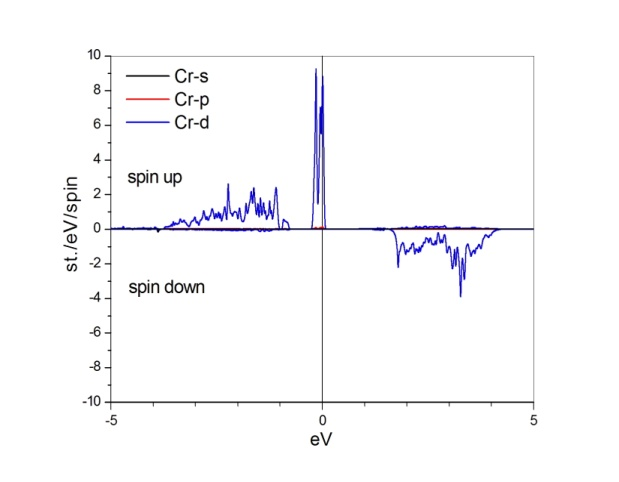 10
Cr-s
8
Cr-p
6
Cr-d
4
spin up
2
0
st./eV/spin
-2
spin down
-4
-6
-8
-10
-5
0
5
eV